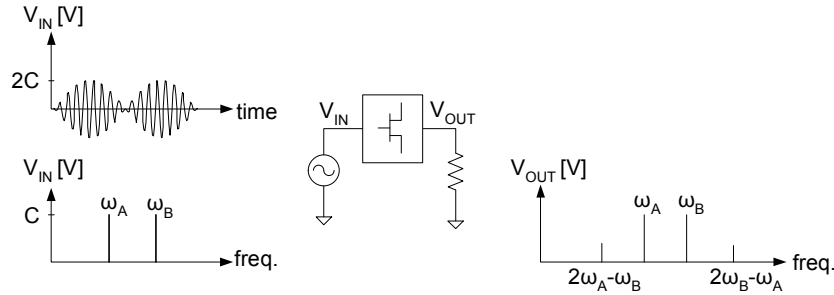 V_IN [V]
2C
time
V_IN [V]
C
ω_A
ω_B
freq.
V_IN
V_OUT
V_OUT [V]
ω_A
ω_B
freq.
2ω_A-ω_B
2ω_B-ω_A